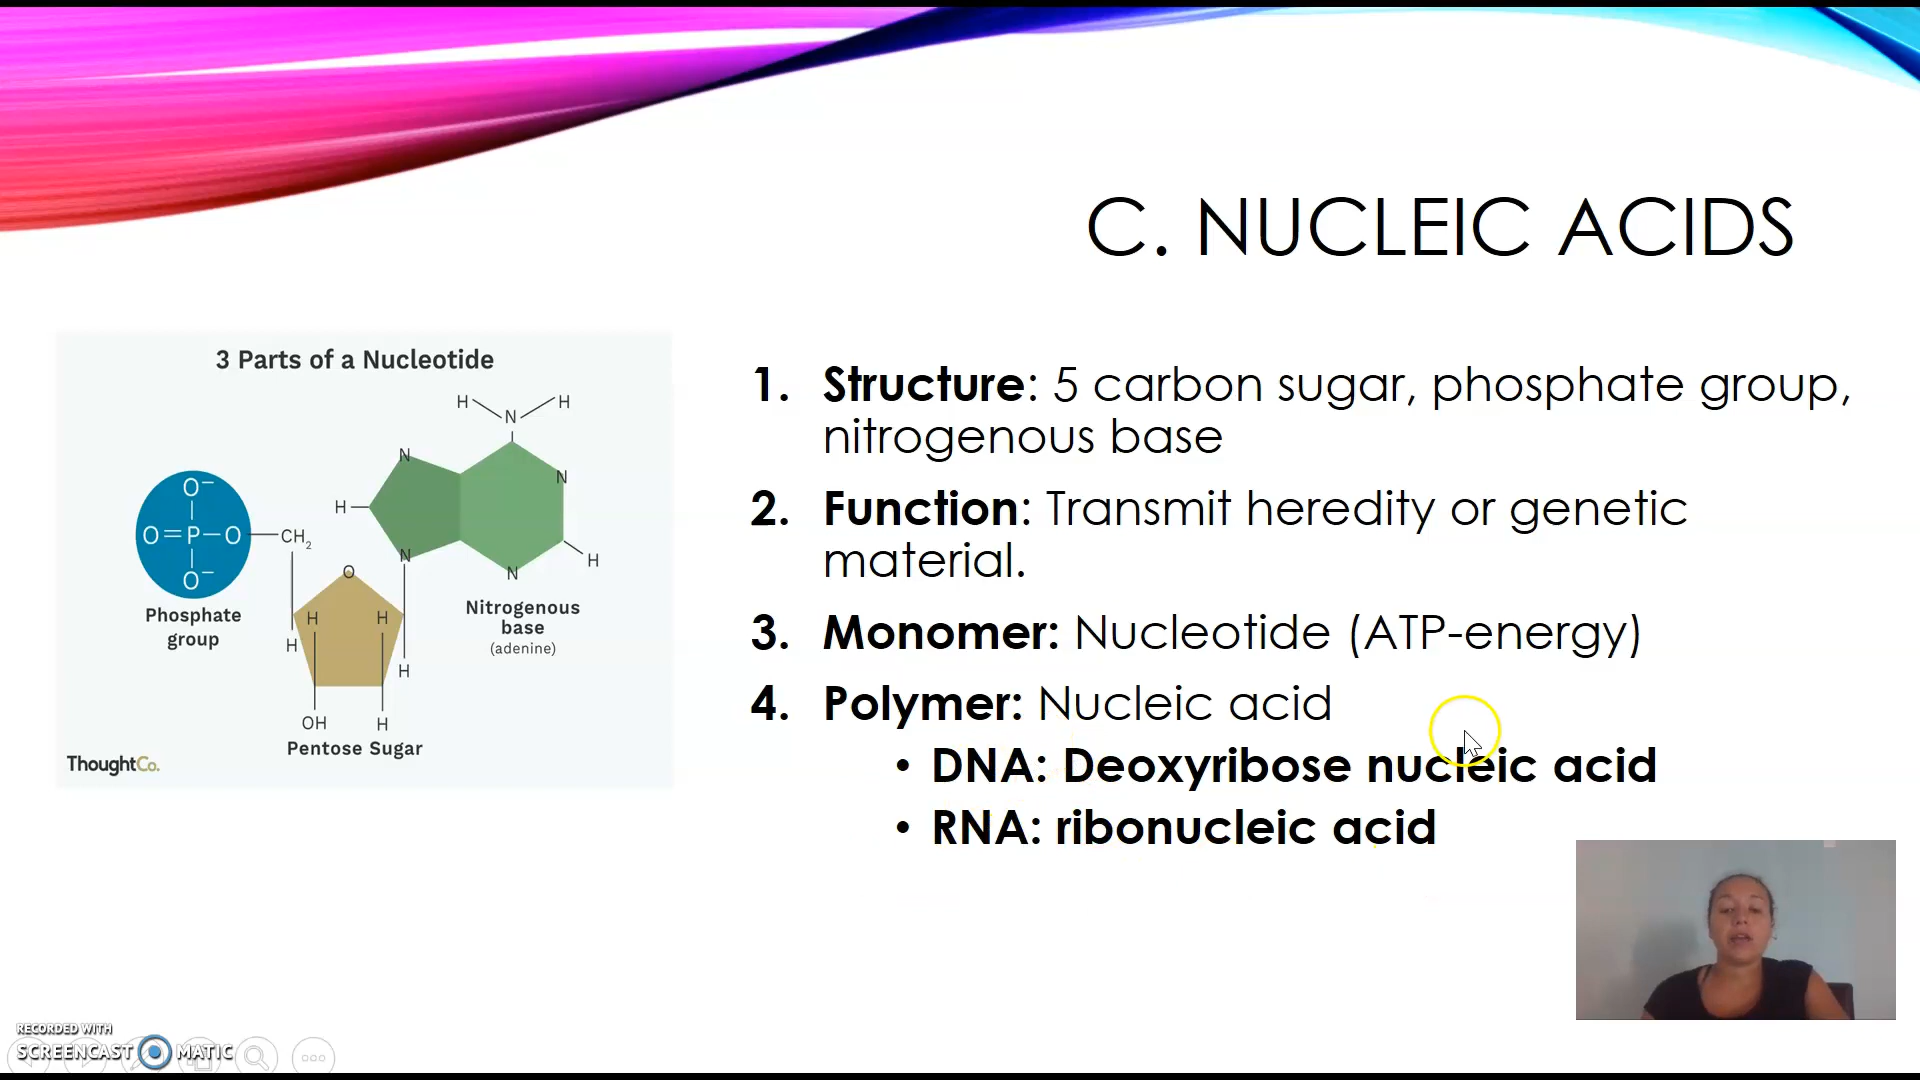 C. NUCLEIC ACIDS
3 Parts of a Nucleotide
H
H
N
N
N
H
H
N
N
O⁻
O=P–O
O⁻
CH₂
O
H
H
H
H
OH
H
Phosphate
group
Nitrogenous
base
(adenine)
Pentose Sugar
ThoughtCo.
1. Structure: 5 carbon sugar, phosphate group,
nitrogenous base
2. Function: Transmit heredity or genetic
material.
3. Monomer: Nucleotide (ATP-energy)
4. Polymer: Nucleic acid
• DNA: Deoxyribose nucleic acid
• RNA: ribonucleic acid
RECORDED WITH
SCREENCAST MATIC